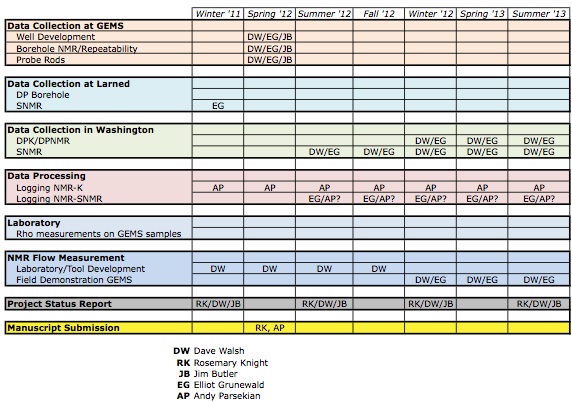 Winter '11 Spring '12 Summer '12 Fall '12 Winter '12 Spring '13 Summer '13
Data Collection at GEMS
Well Development DW/EG/JB
Borehole NMR/Repeatability DW/EG/JB
Probe Rods DW/EG/JB
Data Collection at Larned
DP Borehole
SNMR EG
Data Collection in Washington
DPK/DPNMR DW/EG DW/EG DW/EG
SNMR DW/EG DW/EG DW/EG DW/EG DW/EG
Data Processing
Logging NMR-K AP AP AP AP AP AP AP
Logging NMR-SNMR EG/AP? EG/AP? EG/AP? EG/AP? EG/AP?
Laboratory
Rho measurements on GEMS samples
NMR Flow Measurement
Laboratory/Tool Development DW DW DW DW
Field Demonstration GEMS DW/EG DW/EG DW/EG
Project Status Report RK/DW/JB RK/DW/JB RK/DW/JB RK/DW/JB
Manuscript Submission RK, AP
DW Dave Walsh
RK Rosemary Knight
JB Jim Butler
EG Elliot Grunewald
AP Andy Parsekian